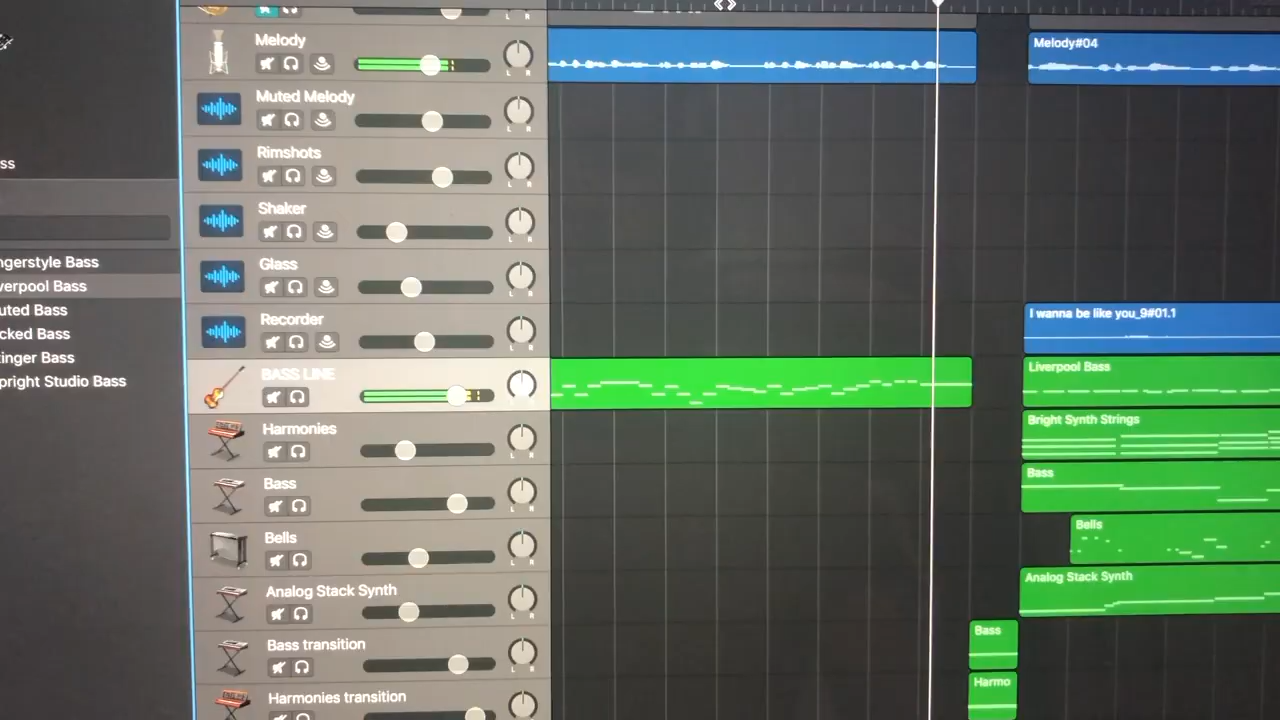 L R
Melody
L R
Melody#04
Muted Melody
L R
ss
Rimshots
L R
Shaker
L R
ngerstyle Bass
Glass
L R
verpool Bass
uted Bass
Recorder
L R
I wanna be like you_9#01.1
cked Bass
inger Bass
pright Studio Bass
BASS LINE
L R
Liverpool Bass
Harmonies
L R
Bright Synth Strings
Bass
L R
Bass
Bells
L R
Bells
Analog Stack Synth
L R
Analog Stack Synth
Bass transition
L R
Bass
Harmonies transition
Harmo